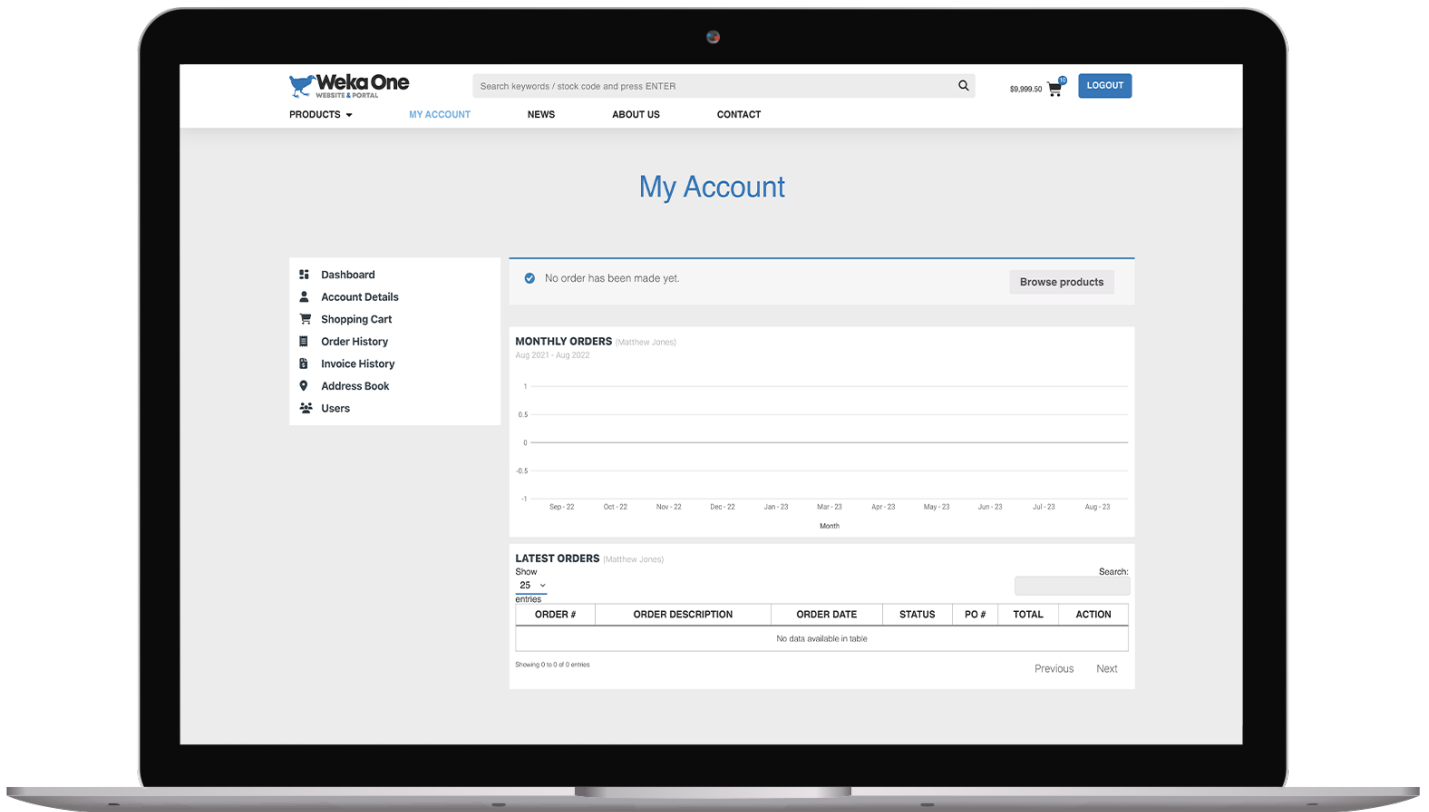 Weka One
WEBSITE & PORTAL
Search keywords / stock code and press ENTER
$9,999.50
10
LOGOUT
PRODUCTS
MY ACCOUNT
NEWS
ABOUT US
CONTACT
My Account
Dashboard
Account Details
Shopping Cart
Order History
Invoice History
Address Book
Users
No order has been made yet.
Browse products
MONTHLY ORDERS (Matthew Jones)
Aug 2021 - Aug 2022
1
0.5
0
-0.5
-1
Sep - 22 Oct - 22 Nov - 22 Dec - 22 Jan - 23 Mar - 23 Apr - 23 May - 23 Jun - 23 Jul - 23 Aug - 23
Month
LATEST ORDERS (Matthew Jones)
Show
25
entries
Search:
ORDER # ORDER DESCRIPTION ORDER DATE STATUS PO # TOTAL ACTION
No data available in table
Showing 0 to 0 of 0 entries
Previous Next